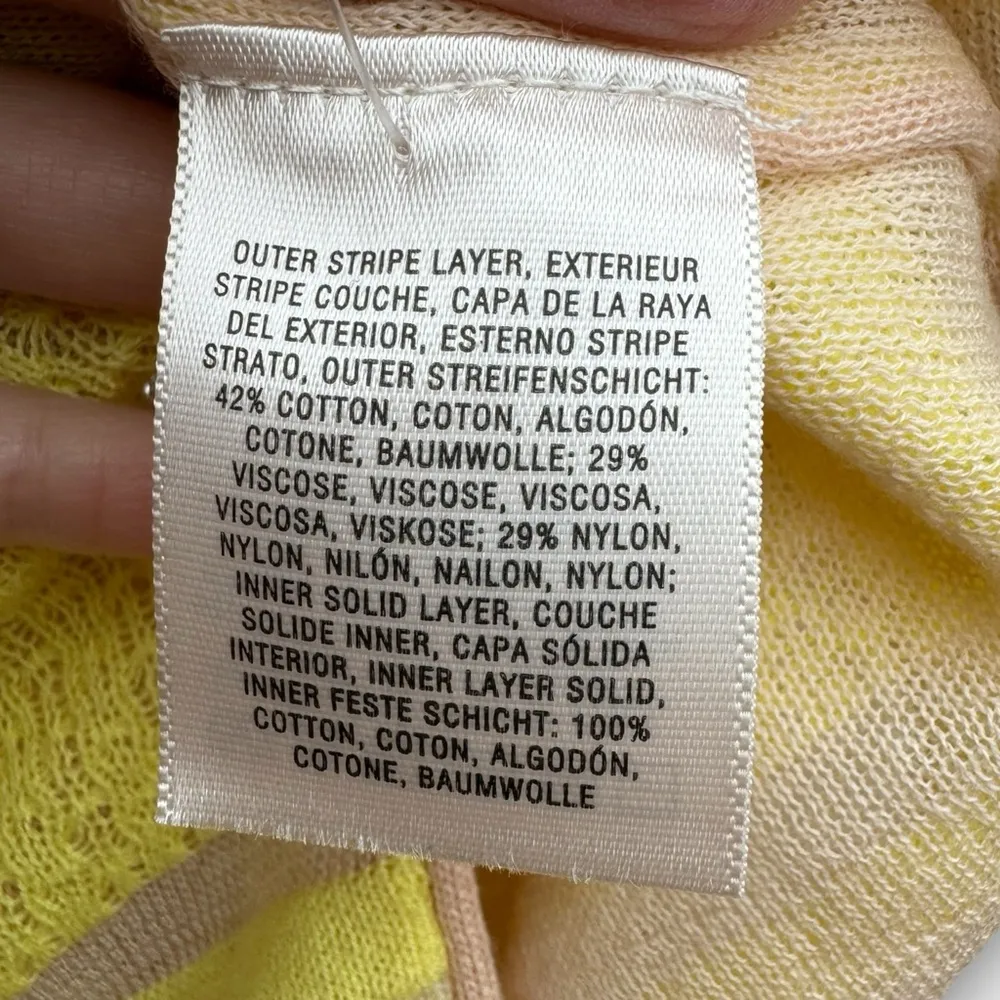 OUTER STRIPE LAYER, EXTERIEUR
STRIPE COUCHE, CAPA DE LA RAYA
DEL EXTERIOR, ESTERNO STRIPE
STRATO, OUTER STREIFENSCHICHT:
42% COTTON, COTON, ALGODÓN,
COTONE, BAUMWOLLE; 29%
VISCOSE, VISCOSE, VISCOSA,
VISCOSA, VISKOSE; 29% NYLON,
NYLON, NILÓN, NAILON, NYLON;
INNER SOLID LAYER, COUCHE
SOLIDE INNER, CAPA SÓLIDA
INTERIOR, INNER LAYER SOLID,
INNER FESTE SCHICHT: 100%
COTTON, COTON, ALGODÓN,
COTONE, BAUMWOLLE